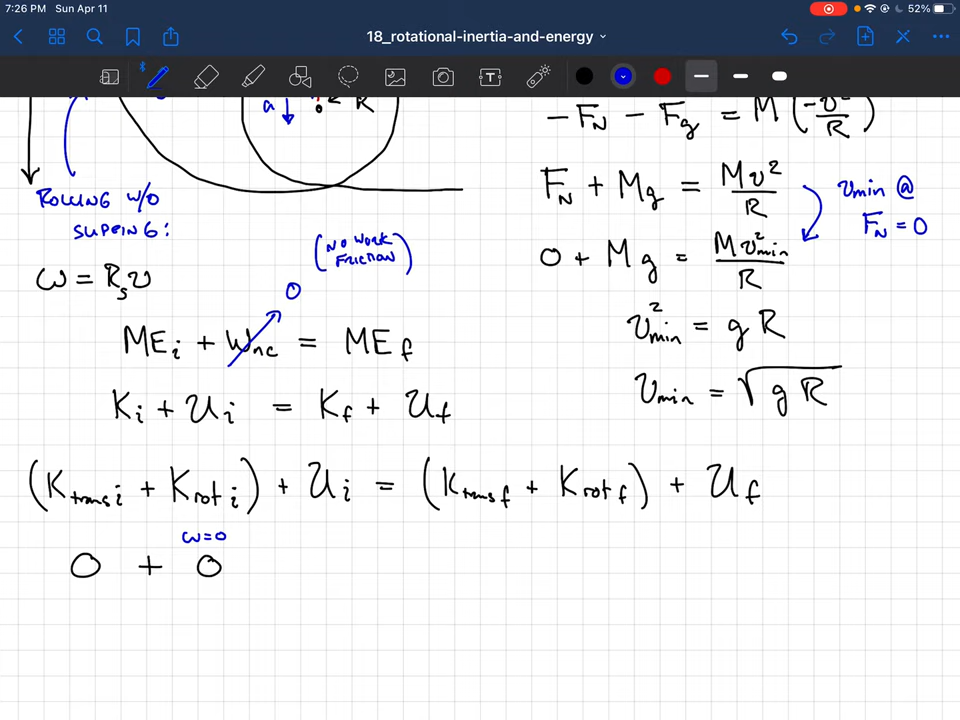 7:26 PM Sun Apr 11
52%
18_rotational-inertia-and-energy
a
R
- F_N - F_g = M (-v²/R)
ROLLING W/O
SLIPPING:
F_N + Mg = Mv²/R
v_min @
F_N = 0
(NO WORK
FRICTION)
0 + Mg = Mv²_min/R
ω = R_s v
0
ME_i + W_nc = ME_f
v²_min = gR
K_i + U_i = K_f + U_f
v_min = √gR
(K_trans i + K_rot i) + U_i = (K_trans f + K_rot f) + U_f
ω=0
0 + 0